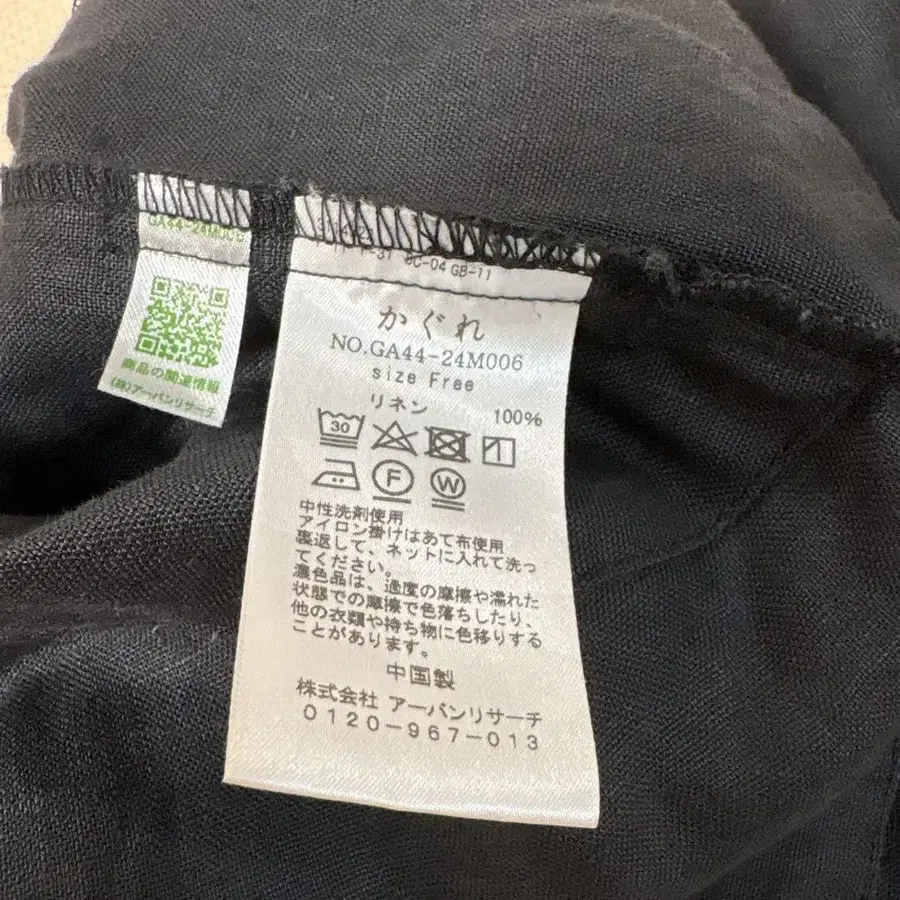 GA44-24M006
商品の関連情報
(株)アーバンリサーチ
GC-04 GB-11
かぐれ
NO.GA44-24M006
size Free
リネン 100%
30
F
W
中性洗剤使用
アイロン掛けはあて布使用
裏返して、ネットに入れて洗っ
てください。
濃色品は、過度の摩擦や濡れた
状態での摩擦で色落ちしたり、
他の衣類や持ち物に色移りする
ことがあります。
中国製
株式会社 アーバンリサーチ
0120-967-013